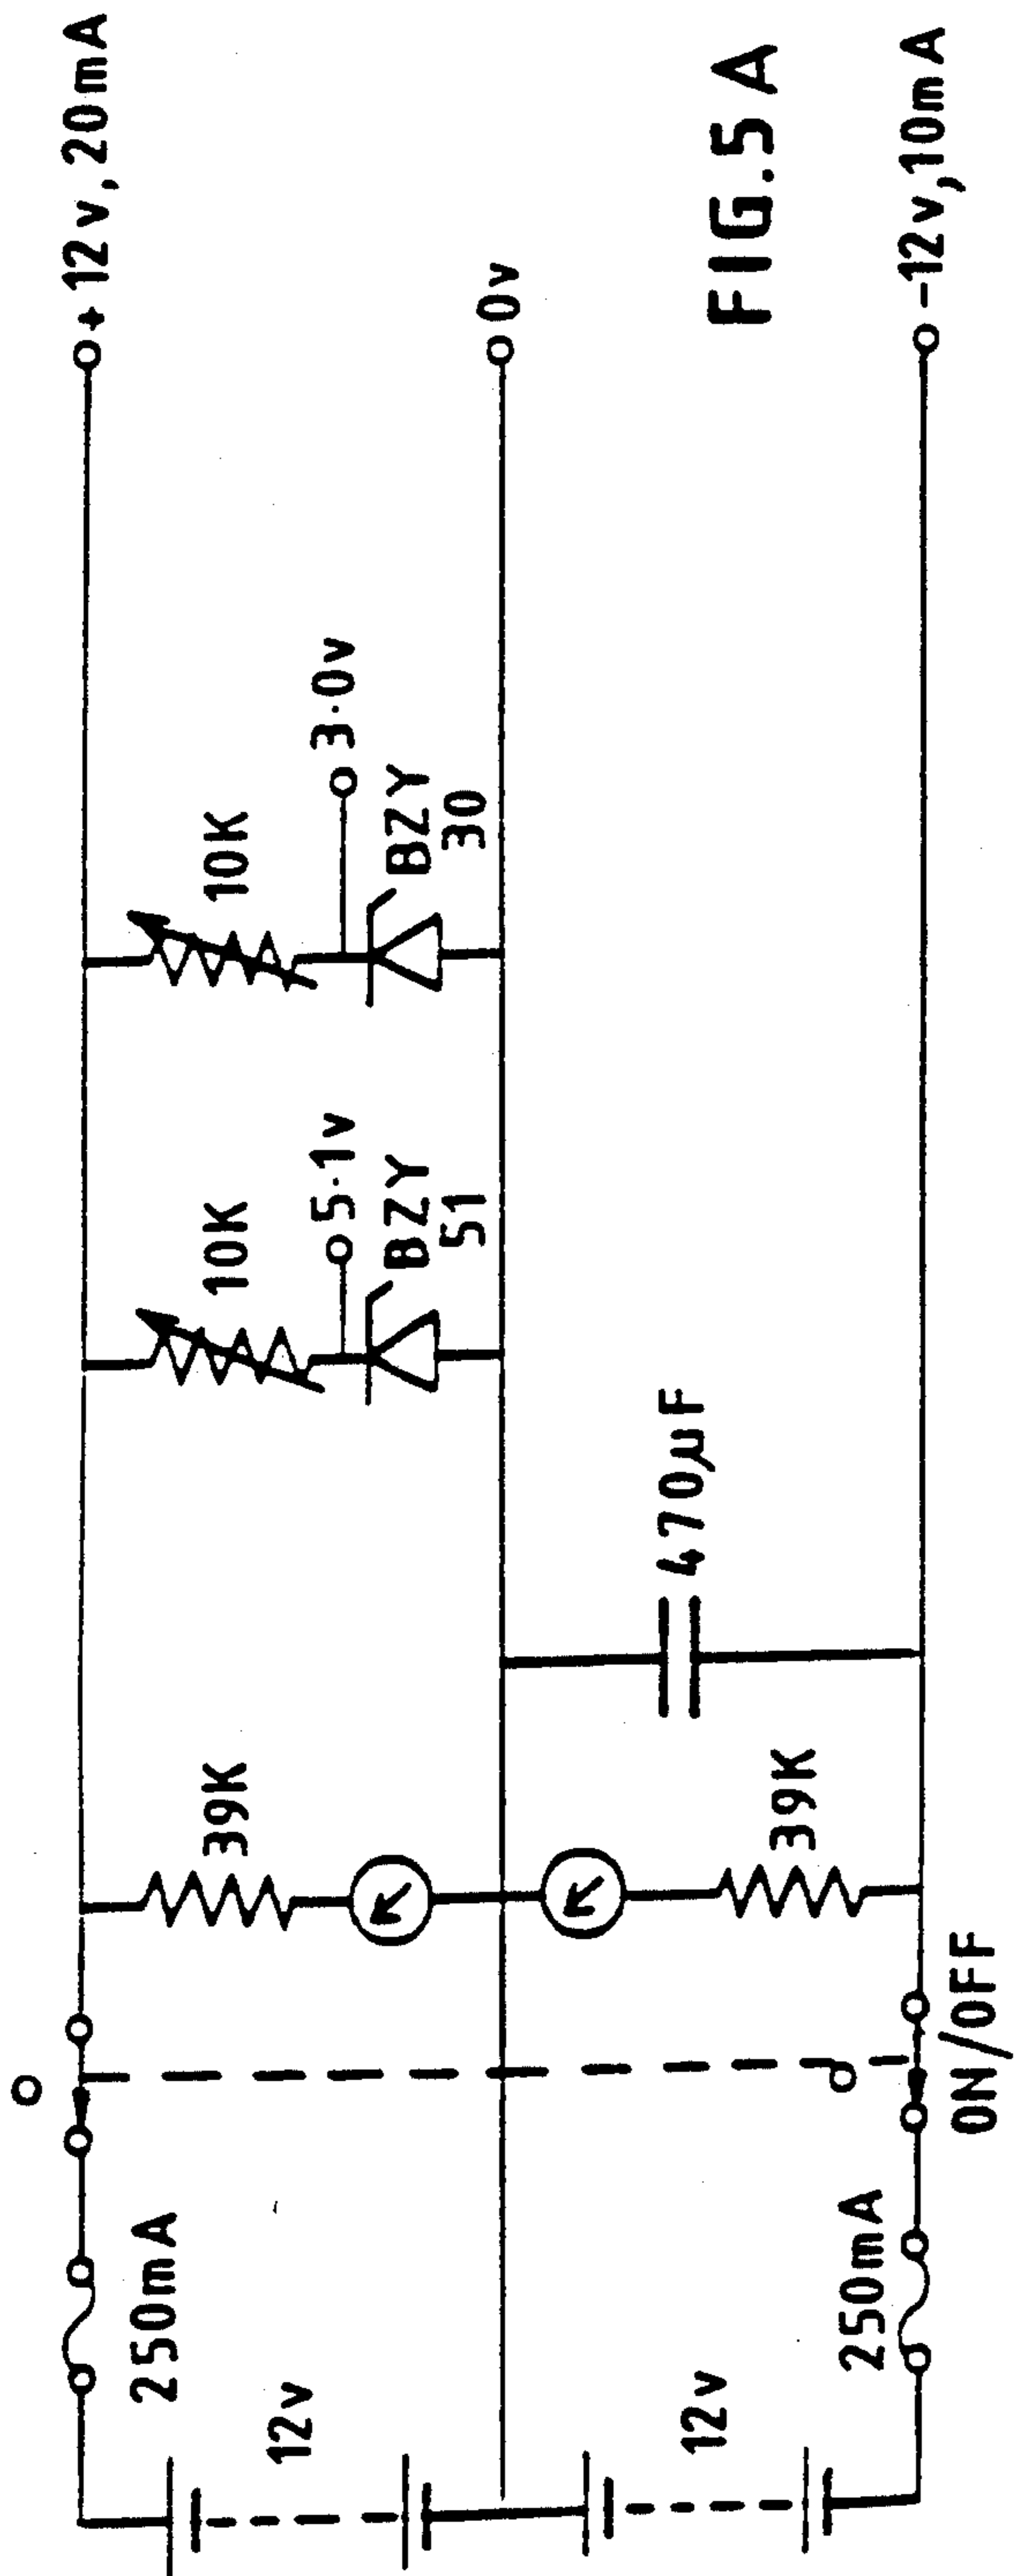 +12v, 20mA
10K
3·0v
BZY
30
10K
5·1v
BZY
51
0v
39K
250mA
12v
470µF
39K
250mA
12v
ON/OFF
-12v, 10mA
FIG.5A